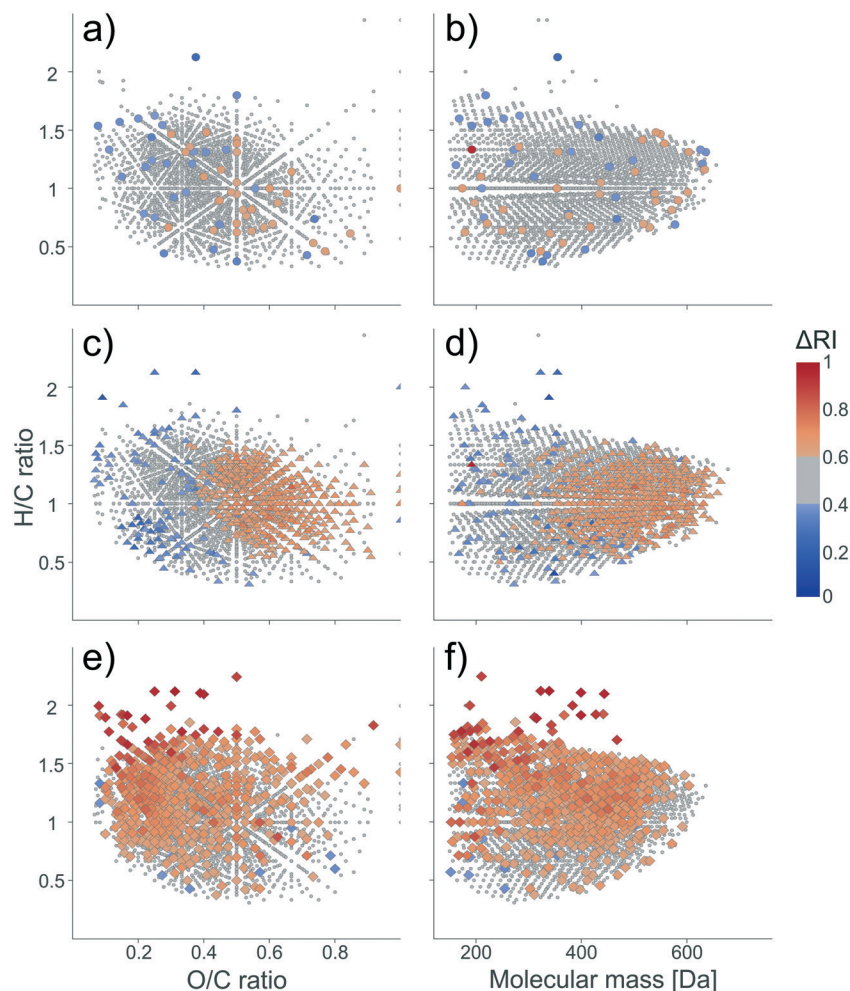 a)
b)
2
1.5
1
0.5
c)
d)
ΔRI
1
0.8
0.6
0.4
0.2
0
H/C ratio
2
1.5
1
0.5
e)
f)
2
1.5
1
0.5
0.2 0.4 0.6 0.8
200 400 600
O/C ratio
Molecular mass [Da]